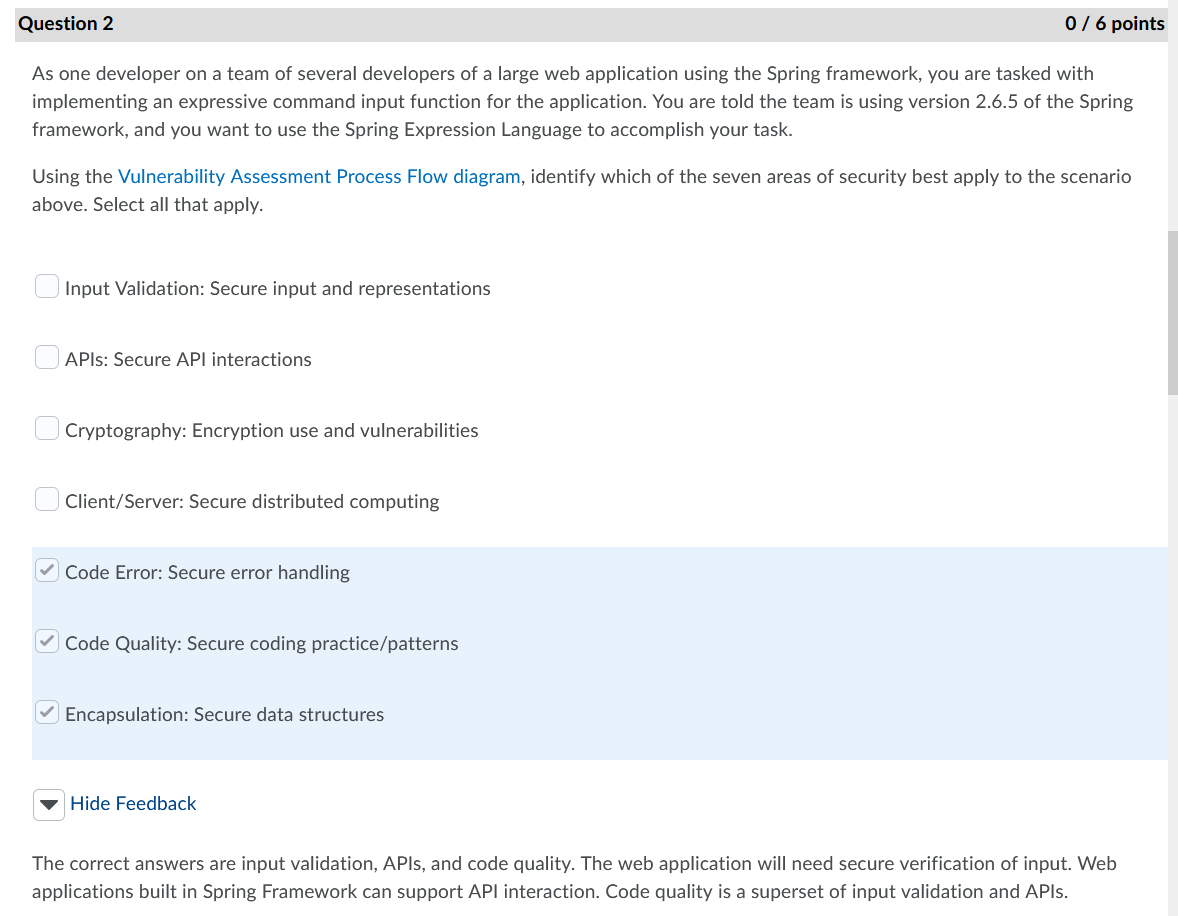 Question 2
0 / 6 points
As one developer on a team of several developers of a large web application using the Spring framework, you are tasked with
implementing an expressive command input function for the application. You are told the team is using version 2.6.5 of the Spring
framework, and you want to use the Spring Expression Language to accomplish your task.
Using the Vulnerability Assessment Process Flow diagram, identify which of the seven areas of security best apply to the scenario
above. Select all that apply.
Input Validation: Secure input and representations
APIs: Secure API interactions
Cryptography: Encryption use and vulnerabilities
Client/Server: Secure distributed computing
Code Error: Secure error handling
Code Quality: Secure coding practice/patterns
Encapsulation: Secure data structures
Hide Feedback
The correct answers are input validation, APIs, and code quality. The web application will need secure verification of input. Web
applications built in Spring Framework can support API interaction. Code quality is a superset of input validation and APIs.